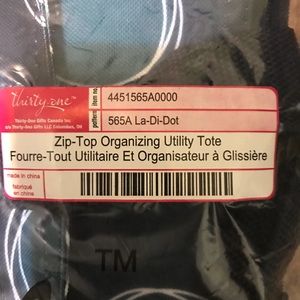 thirty-one
Thirty-One Gifts Canada Inc
c/o Thirty-One Gifts LLC Columbus, OH
item no.
4451565A0000
pattern
565A La-Di-Dot
Zip-Top Organizing Utility Tote
Fourre-Tout Utilitaire Et Organisateur à Glissière
made in china
fabriqué
en
chine
TM